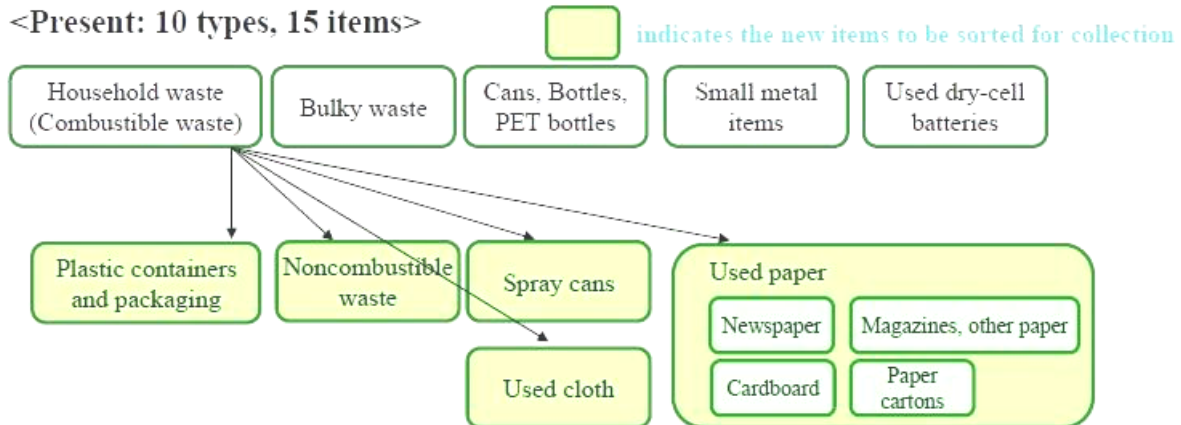 <Present: 10 types, 15 items>
indicates the new items to be sorted for collection
Household waste
(Combustible waste)
Bulky waste
Cans, Bottles,
PET bottles
Small metal
items
Used dry-cell
batteries
Plastic containers
and packaging
Noncombustible
waste
Spray cans
Used cloth
Used paper
Newspaper
Magazines, other paper
Cardboard
Paper
cartons